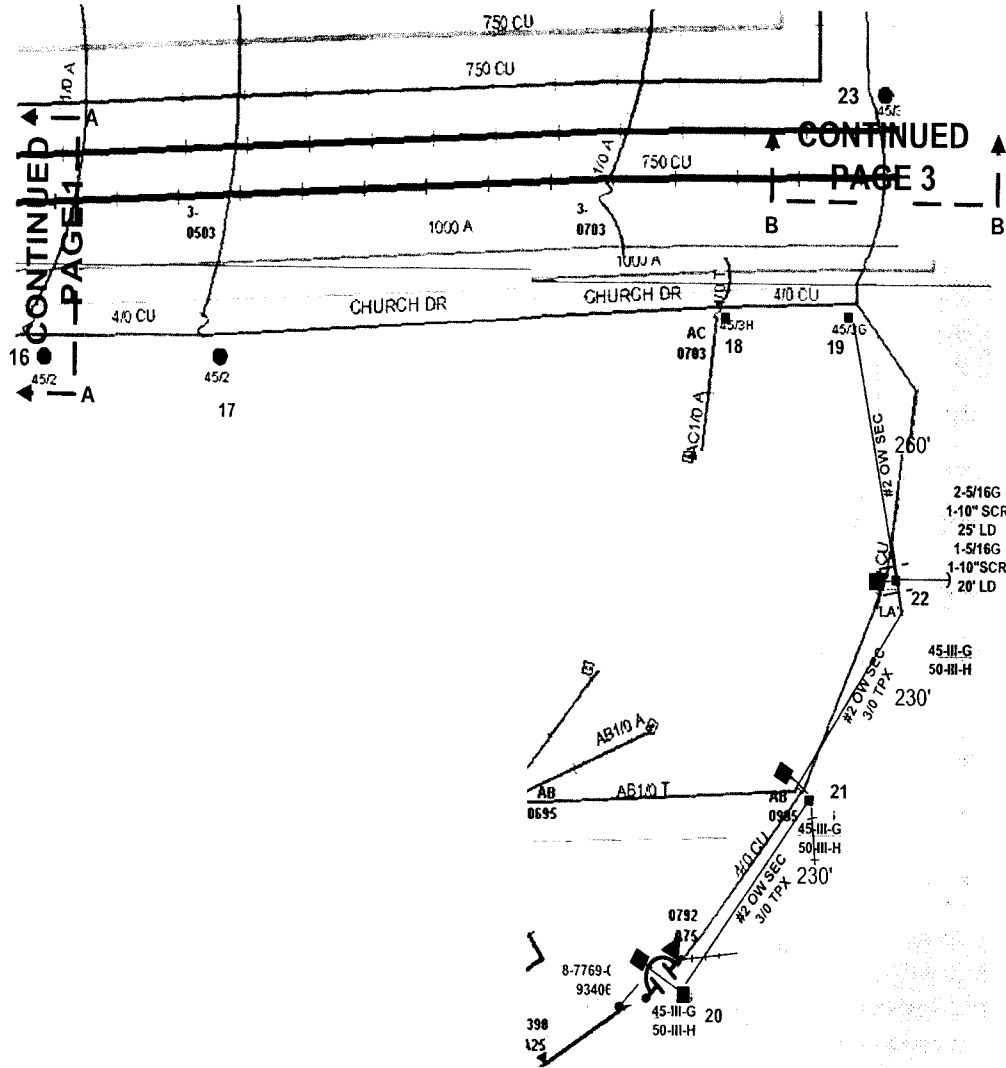 750 CU
750 CU
1/0 A
23
45/3
A
CONTINUED
PAGE 1
CONTINUED
PAGE 3
1/0 A
750 CU
B
B
3-
0503
1000 A
3-
0703
1000 A
4/0 CU
CHURCH DR
CHURCH DR
4/0 T
4/0 CU
16
45/2
A
45/2
17
AC
0703
45/3H
18
45/3G
19
AC1/0 A
#2 OW SEC
260'
2-5/16G
1-10" SCR
25' LD
1-5/16G
1-10"SCR
20' LD
CU
22
'LA'
45-III-G
50-III-H
#2 OW SEC
3/0 TPX
230'
AB1/0 A
AB
0695
AB1/0 T
AB
21
45-III-G
50-III-H
4/0 CU
#2 OW SEC
3/0 TPX
230'
0792
A75
8-7769-(
93406
45-III-G
50-III-H
20
398
A25